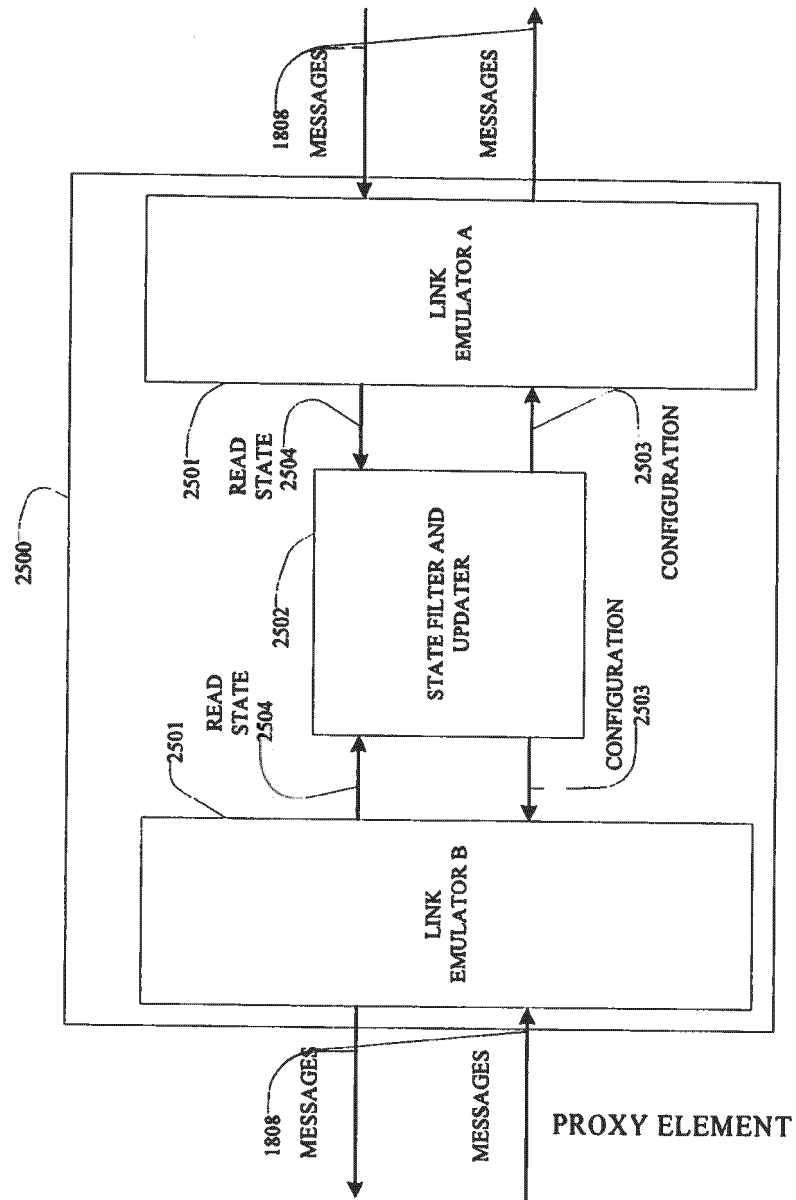 1808
MESSAGES
MESSAGES
LINK
EMULATOR A
2501
READ
STATE
2504
2503
CONFIGURATION
2500
2502
STATE FILTER AND
UPDATER
READ
STATE
2504
CONFIGURATION
2503
2501
LINK
EMULATOR B
1808
MESSAGES
MESSAGES
PROXY ELEMENT